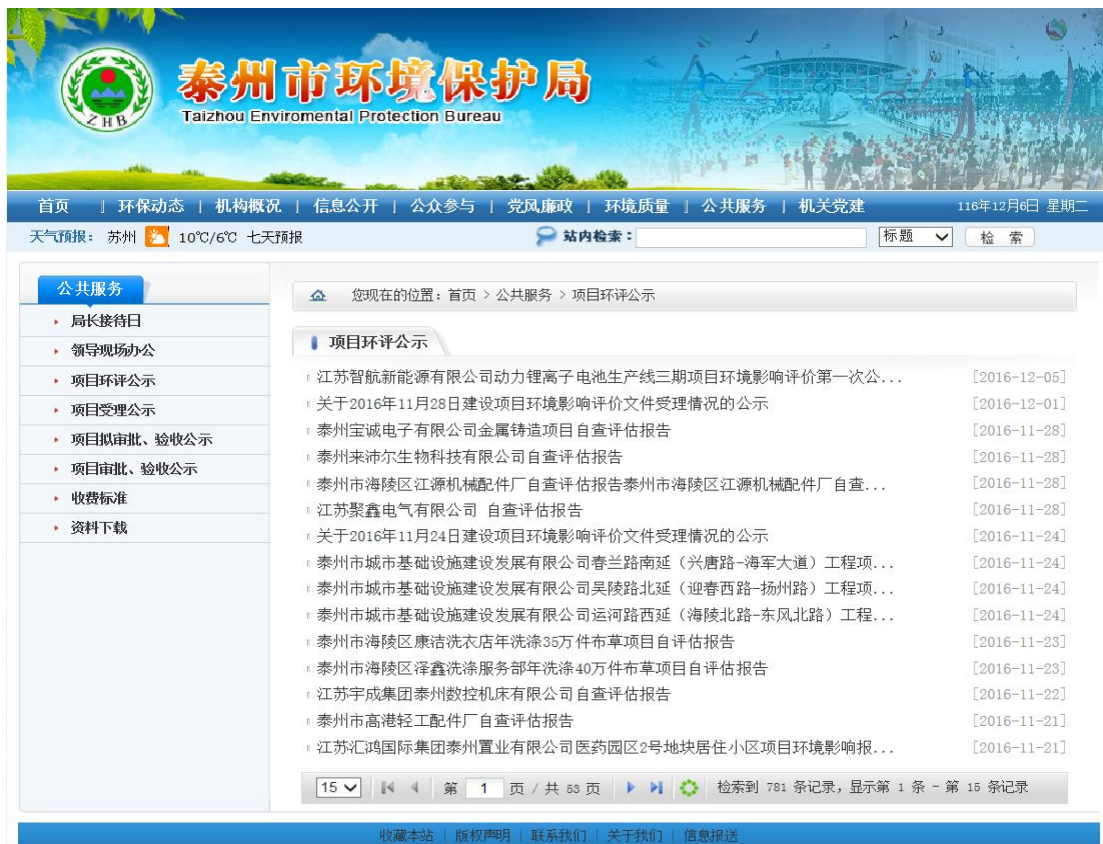 泰州市环境保护局
Taizhou Enviromental Protection Bureau
ZHB
首页 | 环保动态 | 机构概况 | 信息公开 | 公众参与 | 党风廉政 | 环境质量 | 公共服务 | 机关党建 116年12月6日 星期二
天气预报： 苏州 10℃/6℃ 七天预报 站内检索： 标题 检 索
公共服务
局长接待日
领导现场办公
项目环评公示
项目受理公示
项目拟审批、验收公示
项目审批、验收公示
收费标准
资料下载
您现在的位置：首页 > 公共服务 > 项目环评公示
项目环评公示
江苏智航新能源有限公司动力锂离子电池生产线三期项目环境影响评价第一次公... [2016-12-05]
关于2016年11月28日建设项目环境影响评价文件受理情况的公示 [2016-12-01]
泰州宝诚电子有限公司金属铸造项目自查评估报告 [2016-11-28]
泰州来沛尔生物科技有限公司自查评估报告 [2016-11-28]
泰州市海陵区江源机械配件厂自查评估报告泰州市海陵区江源机械配件厂自查... [2016-11-28]
江苏聚鑫电气有限公司 自查评估报告 [2016-11-28]
关于2016年11月24日建设项目环境影响评价文件受理情况的公示 [2016-11-24]
泰州市城市基础设施建设发展有限公司春兰路南延（兴唐路-海军大道）工程项... [2016-11-24]
泰州市城市基础设施建设发展有限公司吴陵路北延（迎春西路-扬州路）工程项... [2016-11-24]
泰州市城市基础设施建设发展有限公司运河路西延（海陵北路-东风北路）工程... [2016-11-24]
泰州市海陵区康洁洗衣店年洗涤35万件布草项目自评估报告 [2016-11-23]
泰州市海陵区泽鑫洗涤服务部年洗涤40万件布草项目自评估报告 [2016-11-23]
江苏宇成集团泰州数控机床有限公司自查评估报告 [2016-11-22]
泰州市高港轻工配件厂自查评估报告 [2016-11-21]
江苏汇鸿国际集团泰州置业有限公司医药园区2号地块居住小区项目环境影响报... [2016-11-21]
15 第 1 页 / 共 53 页 检索到 781 条记录，显示第 1 条 - 第 15 条记录
收藏本站 | 版权声明 | 联系我们 | 关于我们 | 信息报送